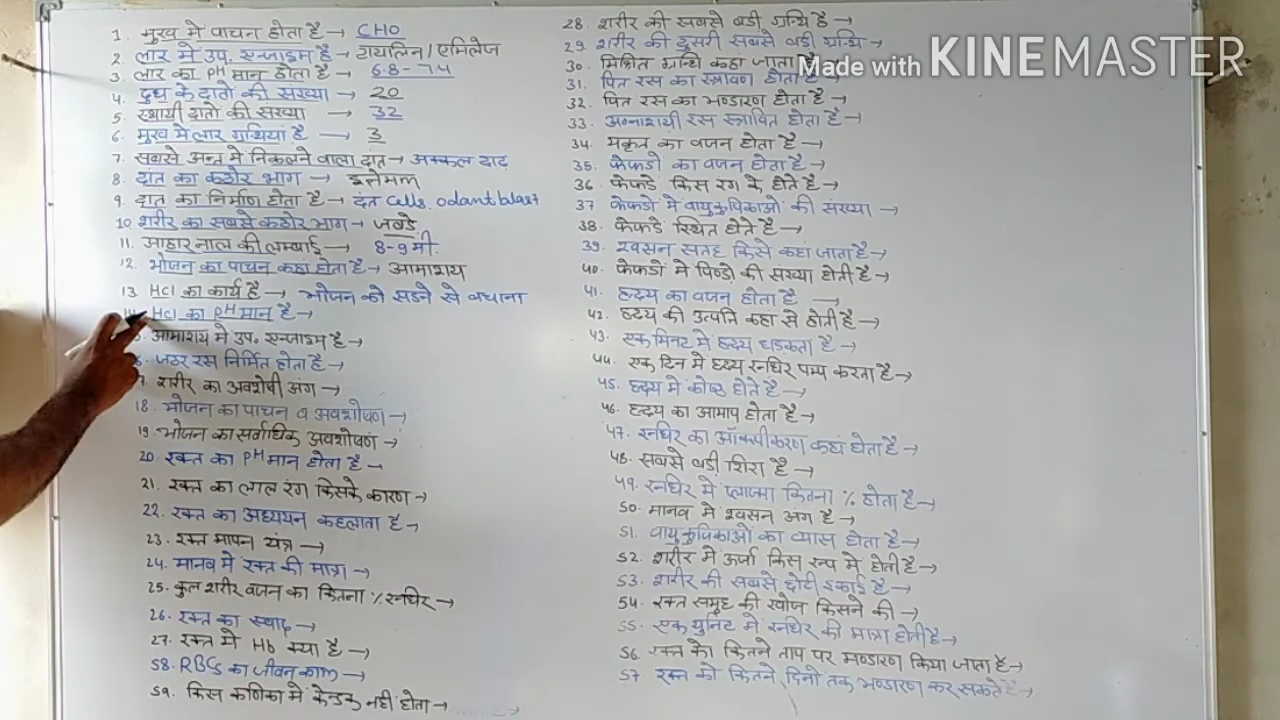 1. मुख में पाचन होता है → CHO
2. लार में उप. एन्जाइम है → टायलिन/एमिलेज
3. लार का PH मान होता है → 6.8-7.4
4. दुध के दातो की संख्या → 20
5. स्थायी दातो की संख्या → 32
6. मुख मे लार ग्रंथियां है → 3
7. सबसे अन्त मे निकलने वाला दांत → अक्कल दाढ़
8. दांत का कठोर भाग → इनेमल
9. दात का निर्माण होता है → दंत Cells. odantblast
10. शरीर का सबसे कठोर भाग → जबडे
11. आहार नाल की लम्बाई → 8-9 मी.
12. भोजन का पाचन कहा होता है → आमाशय
13. HCl का कार्य है → भोजन को सडने से बचाना
14. HCl का PH मान है →
आमाशय मे उप. एन्जाइम है →
जठर रस निर्मित होता है →
शरीर का अवशेषी अंग →
18. भोजन का पाचन व अवशोषण →
19. भोजन का सर्वाधिक अवशोषण →
20. रक्त का PH मान होता है →
21. रक्त का लाल रंग किसके कारण →
22. रक्त का अध्ययन कहलाता है →
23. रक्त मापन यंत्र →
24. मानव मे रक्त की मात्रा →
25. कुल शरीर वजन का कितना % रूधिर →
26. रक्त का स्वाद →
27. रक्त मे Hb क्या है →
58. RBCs का जीवन काल →
59. किस कणिका मे केन्द्रक नही होता →
28. शरीर की सबसे बडी ग्रन्थि है →
29. शरीर की दुसरी सबसे बडी ग्रन्थि →
30. मिश्रित ग्रन्थि कहा जाता है
31. पित रस का स्त्रावण होता है
32. पित रस का भण्डारण होता है →
33. अग्नाशयी रस स्त्रावित होता है →
34. यकृत का वजन होता है →
35. फेफडो का वजन होता है →
36. फेफडे किस रंग के होते है →
37. फेफडो मे वायुकुपिकाओ की संख्या →
38. फेफडे स्थित होते है →
39. श्वसन सतह किसे कहा जाता है →
40. फेफडो मे पिण्डो की संख्या होती है →
41. हृदय का वजन होता है →
42. हृदय की उत्पति कहा से होती है →
43. एक मिनट मे हृदय धडकता है →
44. एक दिन मे हृदय रूधिर पम्प करता है →
45. हृदय मे कोष्ठ होते है →
46. हृदय का आमाप होता है →
47. रूधिर का ऑक्सीकरण कहां होता है →
48. सबसे बडी शिरा है →
49. रूधिर मे प्लाज्मा कितना % होता है →
50. मानव मे श्वसन अंग है →
51. वायुकुपिकाओ का व्यास होता है →
52. शरीर मे ऊर्जा किस रूप मे होती है →
53. शरीर की सबसे छोटी इकाई है →
54. रक्त समूह की खोज किसने की →
55. एक युनिट मे रूधिर की मात्रा होती है →
56. रक्त को कितने ताप पर भण्डारण किया जाता है →
57. रक्त को कितने दिनो तक भण्डारण कर सकते है →
Made with KINEMASTER